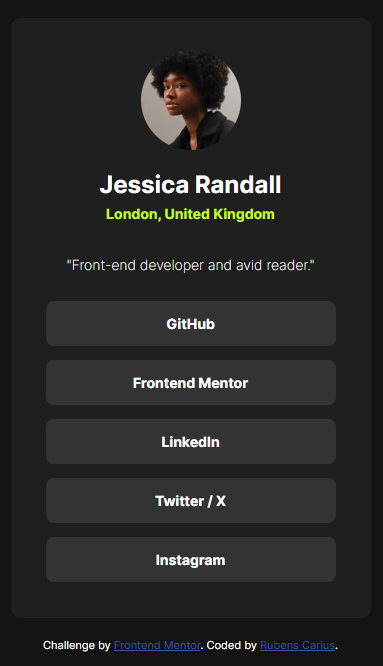 Jessica Randall
London, United Kingdom
"Front-end developer and avid reader."
GitHub
Frontend Mentor
LinkedIn
Twitter / X
Instagram
Challenge by Frontend Mentor. Coded by Rubens Carius.